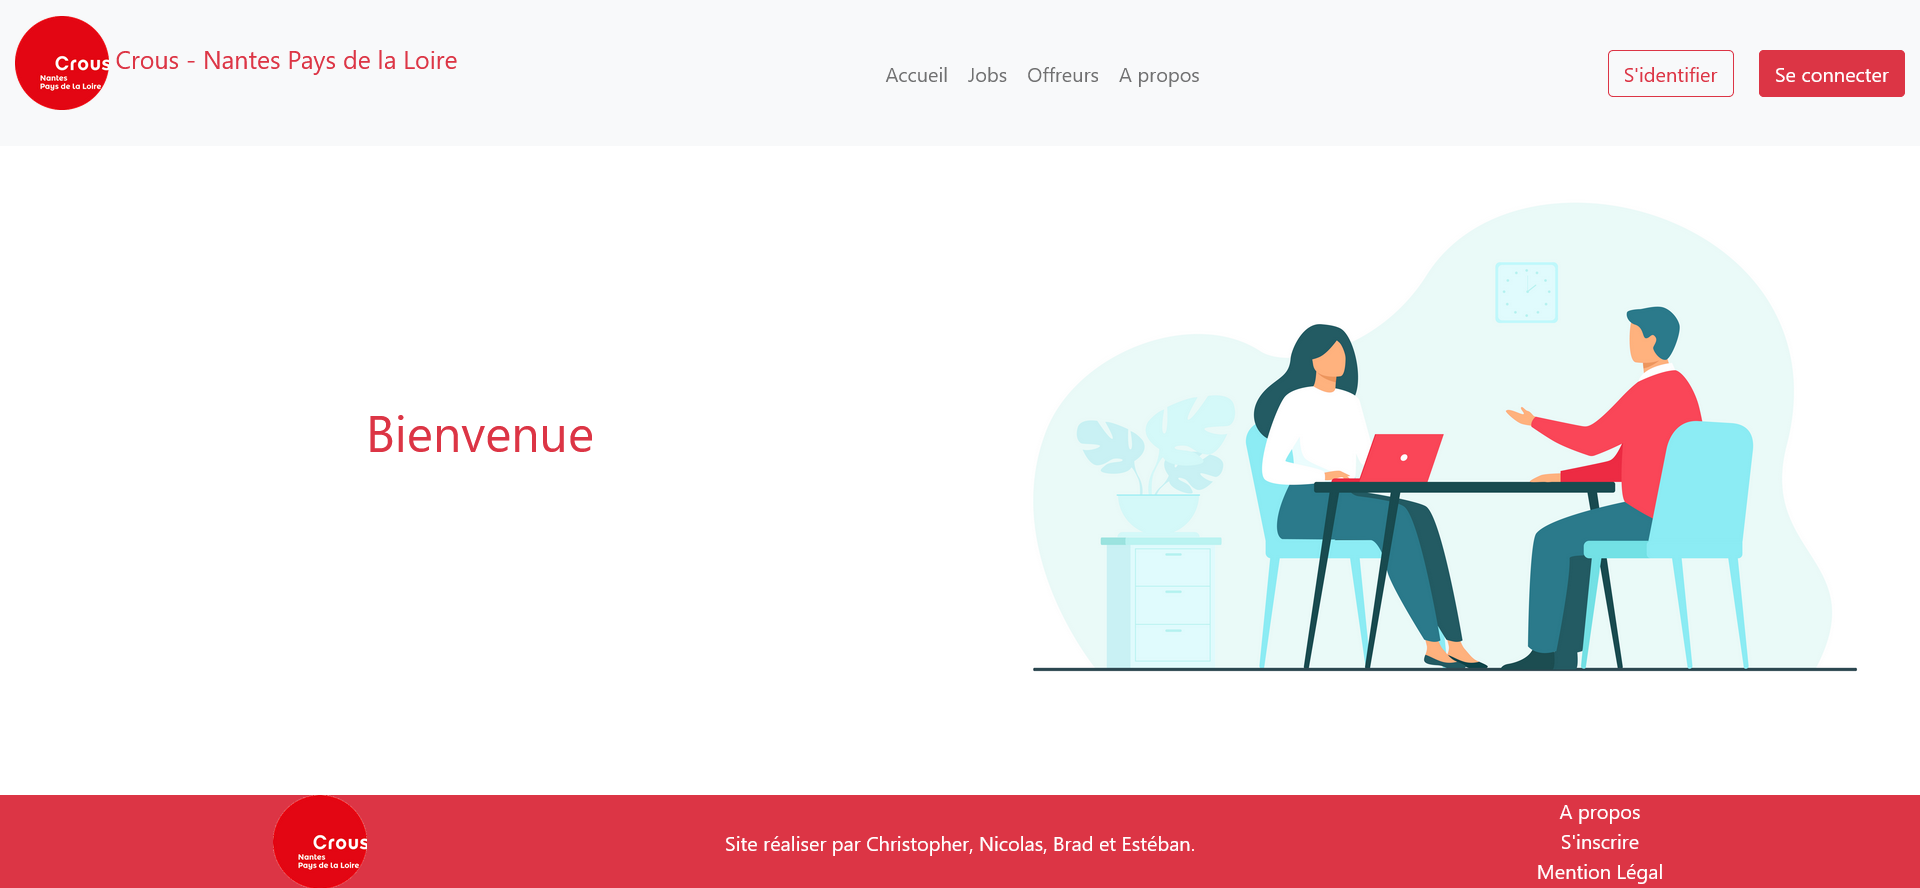 Crous
Nantes
Pays de la Loire
Crous - Nantes Pays de la Loire
Accueil
Jobs
Offreurs
A propos
S'identifier
Se connecter
Bienvenue
Crous
Nantes
Pays de la Loire
Site réaliser par Christopher, Nicolas, Brad et Estéban.
A propos
S'inscrire
Mention Légal